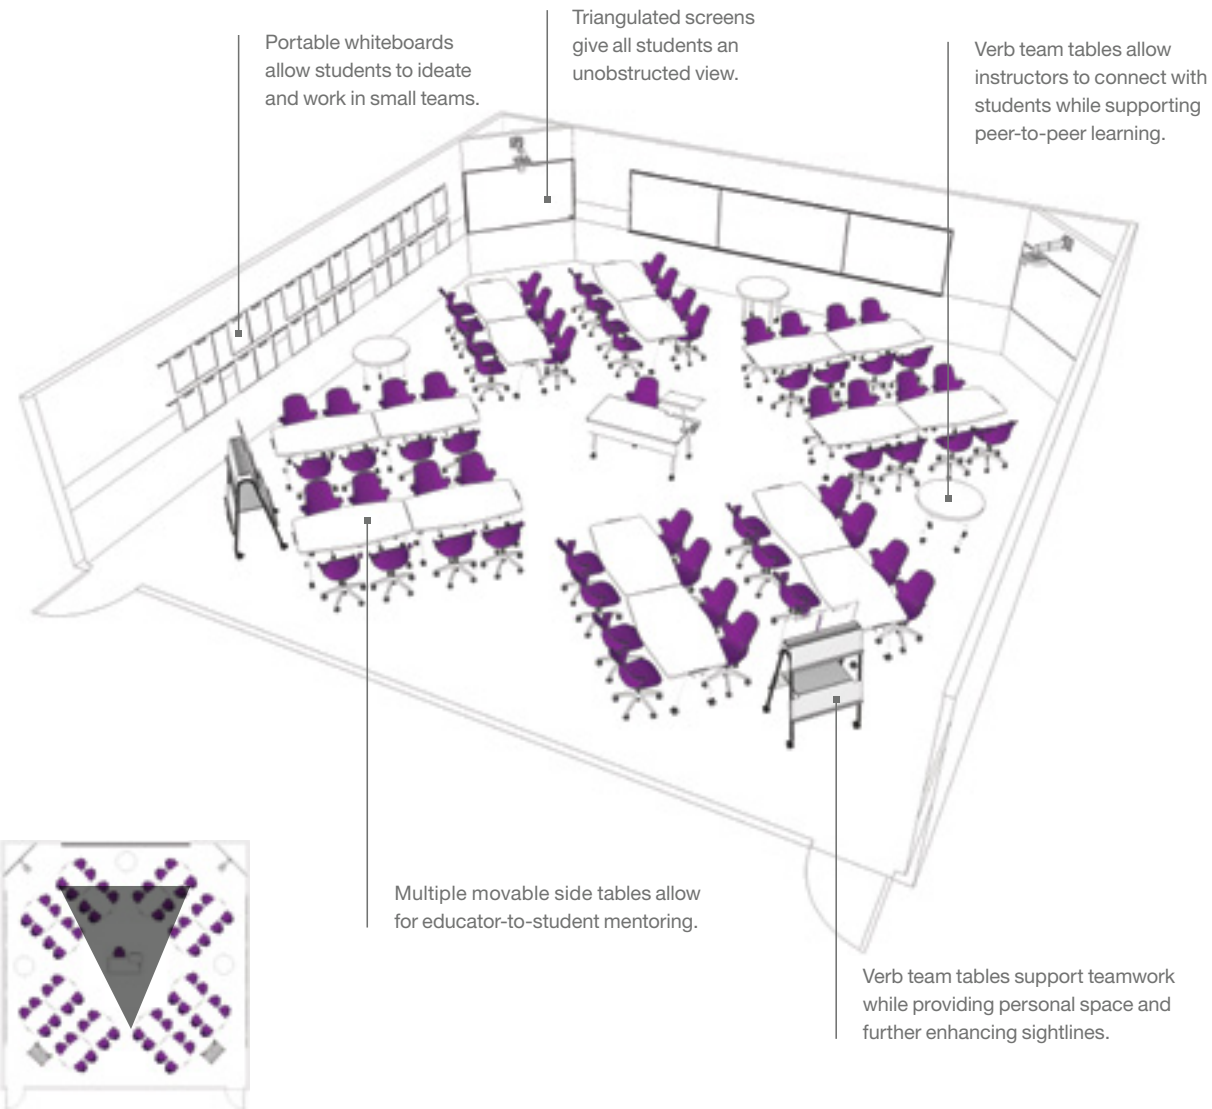 Portable whiteboards
allow students to ideate
and work in small teams.
Triangulated screens
give all students an
unobstructed view.
Verb team tables allow
instructors to connect with
students while supporting
peer-to-peer learning.
Multiple movable side tables allow
for educator-to-student mentoring.
Verb team tables support teamwork
while providing personal space and
further enhancing sightlines.